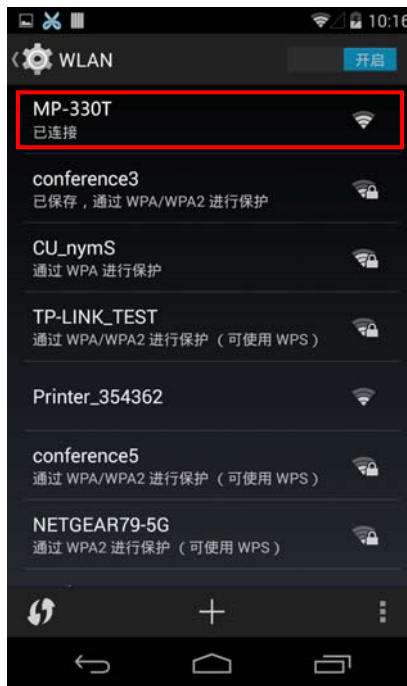 10:16
WLAN
开启
MP-330T
已连接
conference3
已保存，通过 WPA/WPA2 进行保护
CU_nymS
通过 WPA 进行保护
TP-LINK_TEST
通过 WPA/WPA2 进行保护 （可使用 WPS）
Printer_354362
conference5
通过 WPA/WPA2 进行保护 （可使用 WPS）
NETGEAR79-5G
通过 WPA2 进行保护 （可使用 WPS）